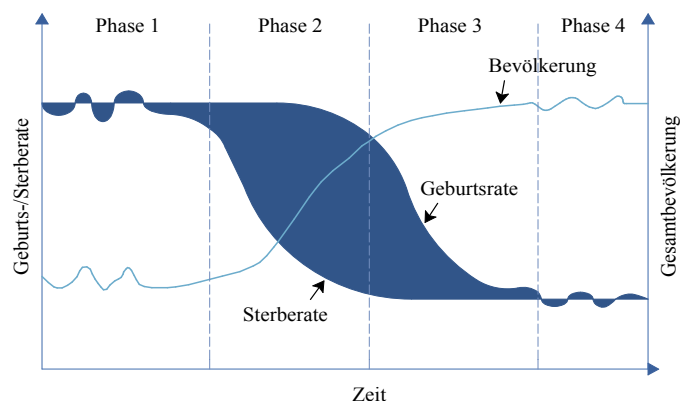 Phase 1
Phase 2
Phase 3
Phase 4
Bevölkerung
Geburtsrate
Sterberate
Geburts-/Sterberate
Gesamtbevölkerung
Zeit